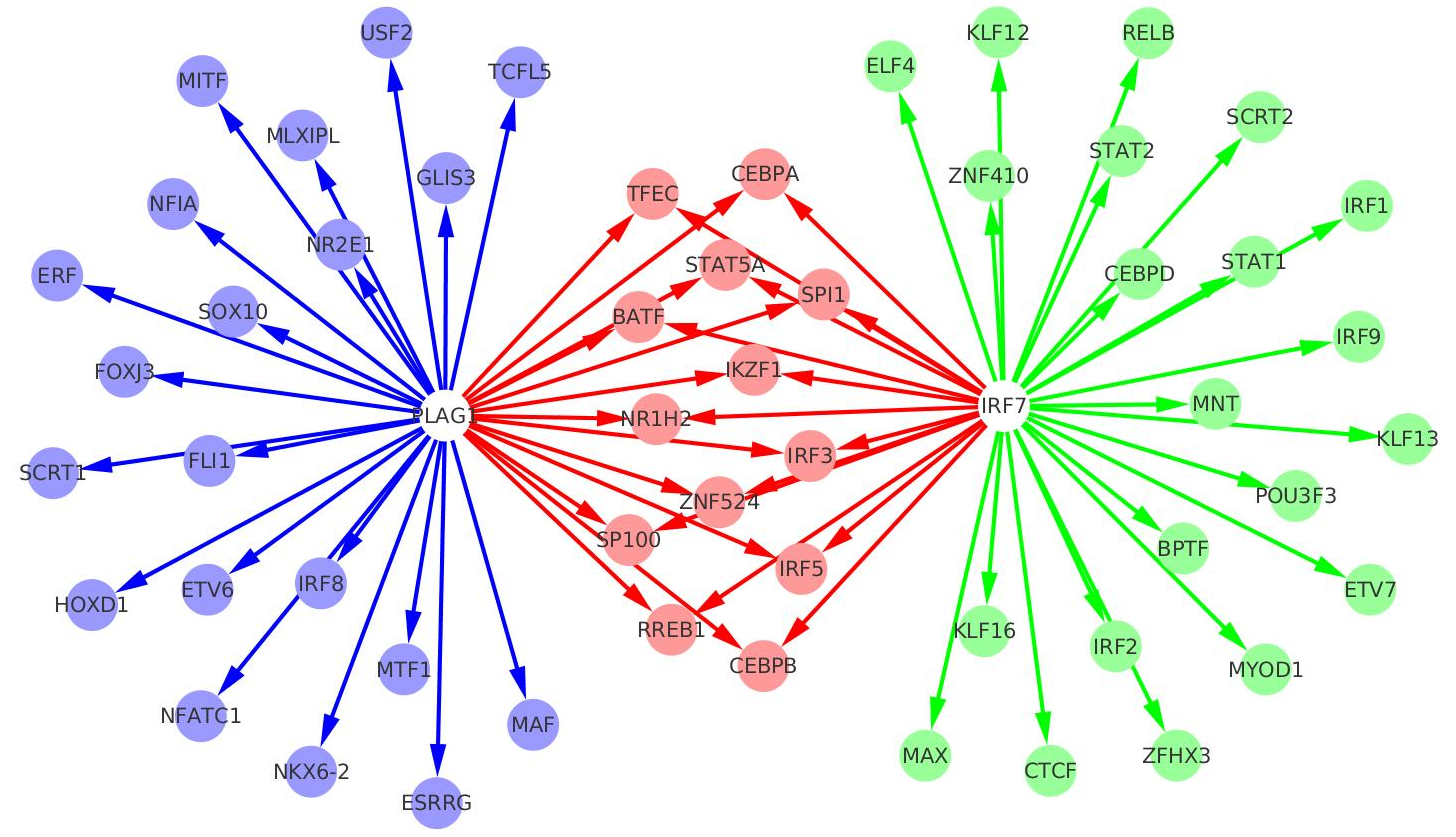 USF2
KLF12
RELB
ELF4
TCFL5
MITF
SCRT2
MLXIPL
STAT2
CEBPA
ZNF410
GLIS3
TFEC
NFIA
IRF1
NR2E1
STAT1
STAT5A
CEBPD
ERF
SPI1
SOX10
BATF
IRF9
IKZF1
FOXJ3
MNT
IRF7
PLAG1
NR1H2
KLF13
IRF3
FLI1
SCRT1
POU3F3
ZNF524
SP100
BPTF
IRF5
IRF8
ETV6
ETV7
HOXD1
RREB1
KLF16
IRF2
CEBPB
MTF1
MYOD1
NFATC1
MAF
MAX
ZFHX3
CTCF
NKX6-2
ESRRG